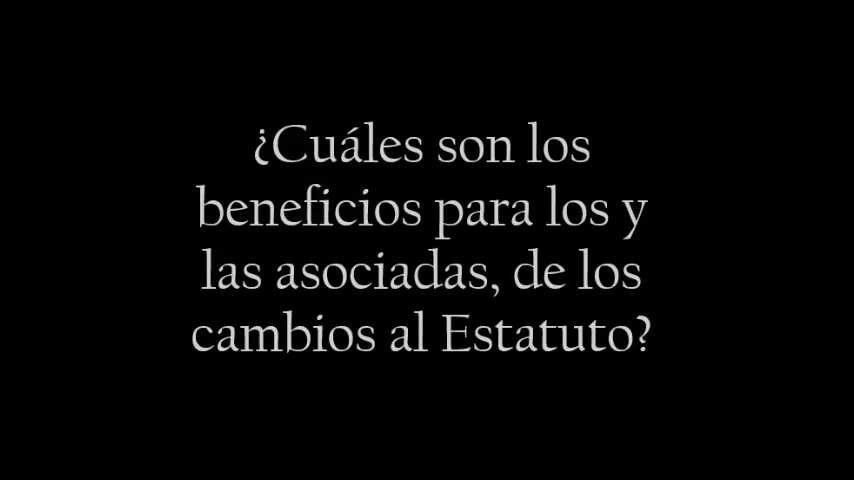 ¿Cuáles son los
beneficios para los y
las asociadas, de los
cambios al Estatuto?